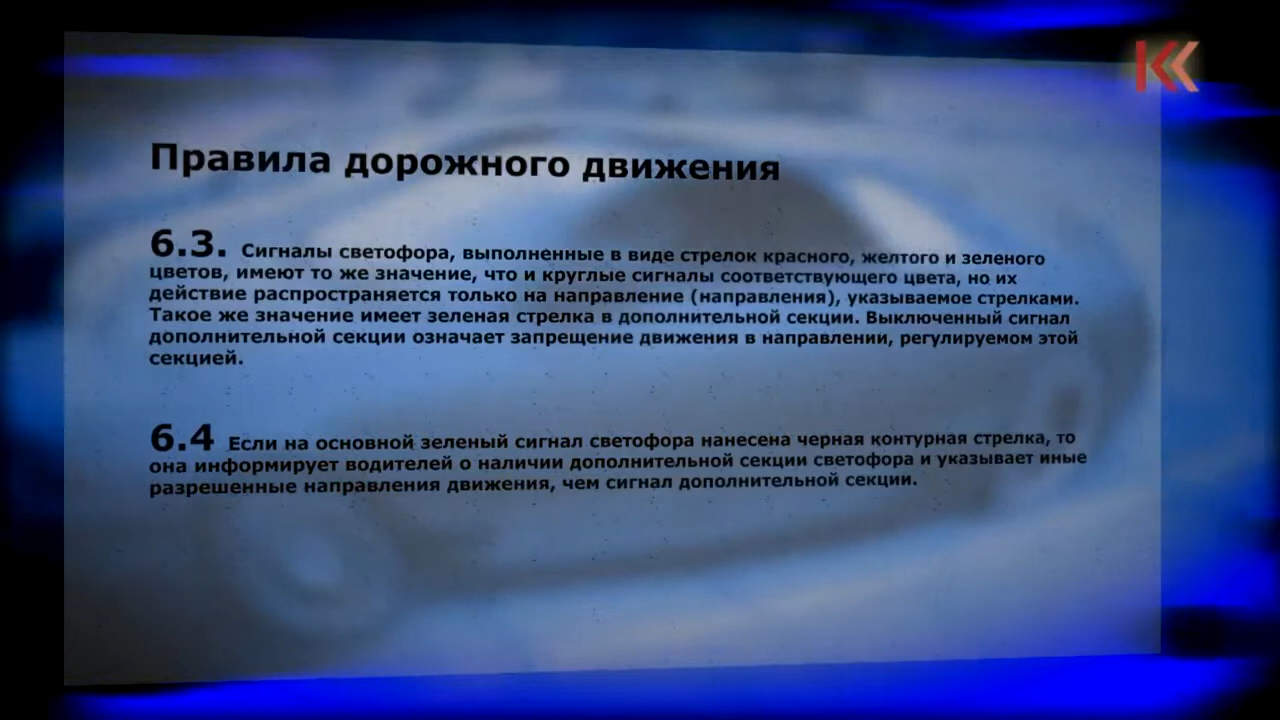 Правила дорожного движения
6.3. Сигналы светофора, выполненные в виде стрелок красного, желтого и зеленого
цветов, имеют то же значение, что и круглые сигналы соответствующего цвета, но их
действие распространяется только на направление (направления), указываемое стрелками.
Такое же значение имеет зеленая стрелка в дополнительной секции. Выключенный сигнал
дополнительной секции означает запрещение движения в направлении, регулируемом этой
секцией.
6.4 Если на основной зеленый сигнал светофора нанесена черная контурная стрелка, то
она информирует водителей о наличии дополнительной секции светофора и указывает иные
разрешенные направления движения, чем сигнал дополнительной секции.